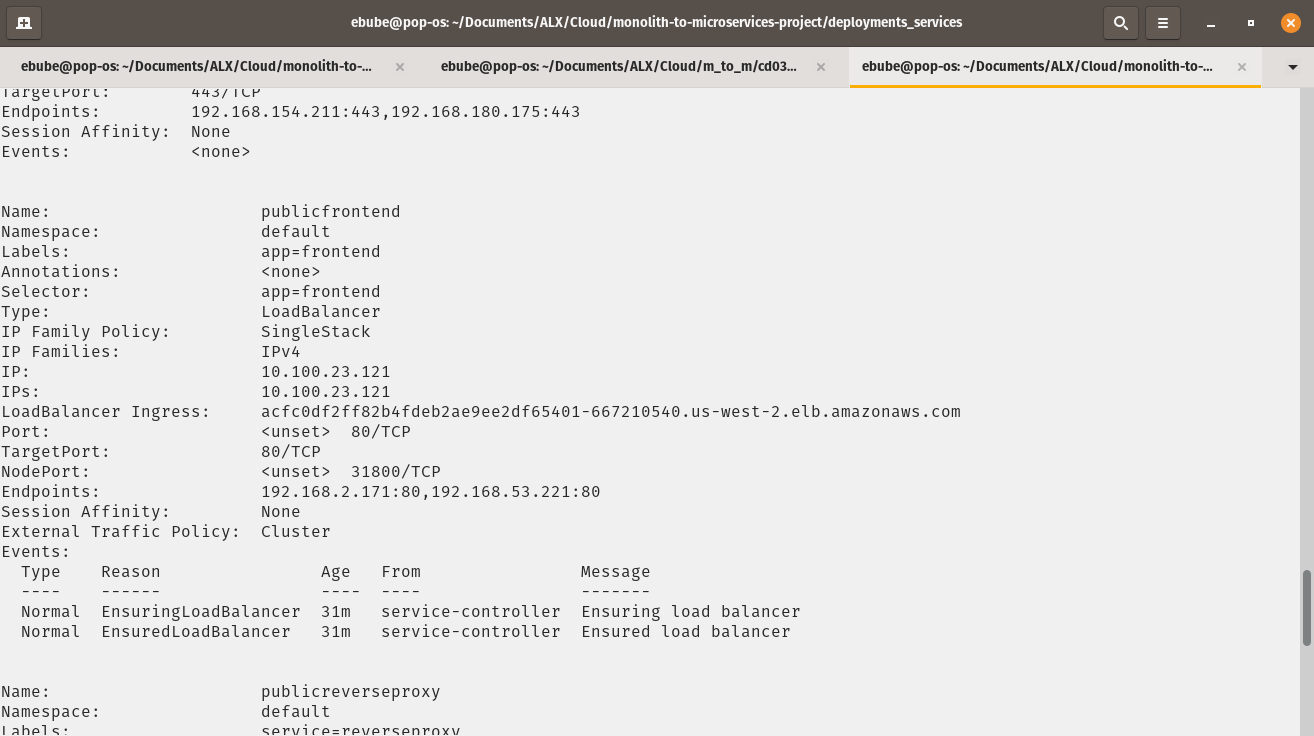 ebube@pop-os: ~/Documents/ALX/Cloud/monolith-to-microservices-project/deployments_services
ebube@pop-os: ~/Documents/ALX/Cloud/monolith-to-...
ebube@pop-os: ~/Documents/ALX/Cloud/m_to_m/cd03...
ebube@pop-os: ~/Documents/ALX/Cloud/monolith-to-...
TargetPort:        443/TCP
Endpoints:         192.168.154.211:443,192.168.180.175:443
Session Affinity:  None
Events:            <none>
Name:                     publicfrontend
Namespace:                default
Labels:                   app=frontend
Annotations:              <none>
Selector:                 app=frontend
Type:                     LoadBalancer
IP Family Policy:         SingleStack
IP Families:              IPv4
IP:                       10.100.23.121
IPs:                      10.100.23.121
LoadBalancer Ingress:     acfc0df2ff82b4fdeb2ae9ee2df65401-667210540.us-west-2.elb.amazonaws.com
Port:                     <unset>  80/TCP
TargetPort:               80/TCP
NodePort:                 <unset>  31800/TCP
Endpoints:                192.168.2.171:80,192.168.53.221:80
Session Affinity:         None
External Traffic Policy:  Cluster
Events:
  Type    Reason                Age   From                Message
  ----    ------                ----  ----                -------
  Normal  EnsuringLoadBalancer  31m   service-controller  Ensuring load balancer
  Normal  EnsuredLoadBalancer   31m   service-controller  Ensured load balancer
Name:                     publicreverseproxy
Namespace:                default
Labels:                   service=reverseproxy